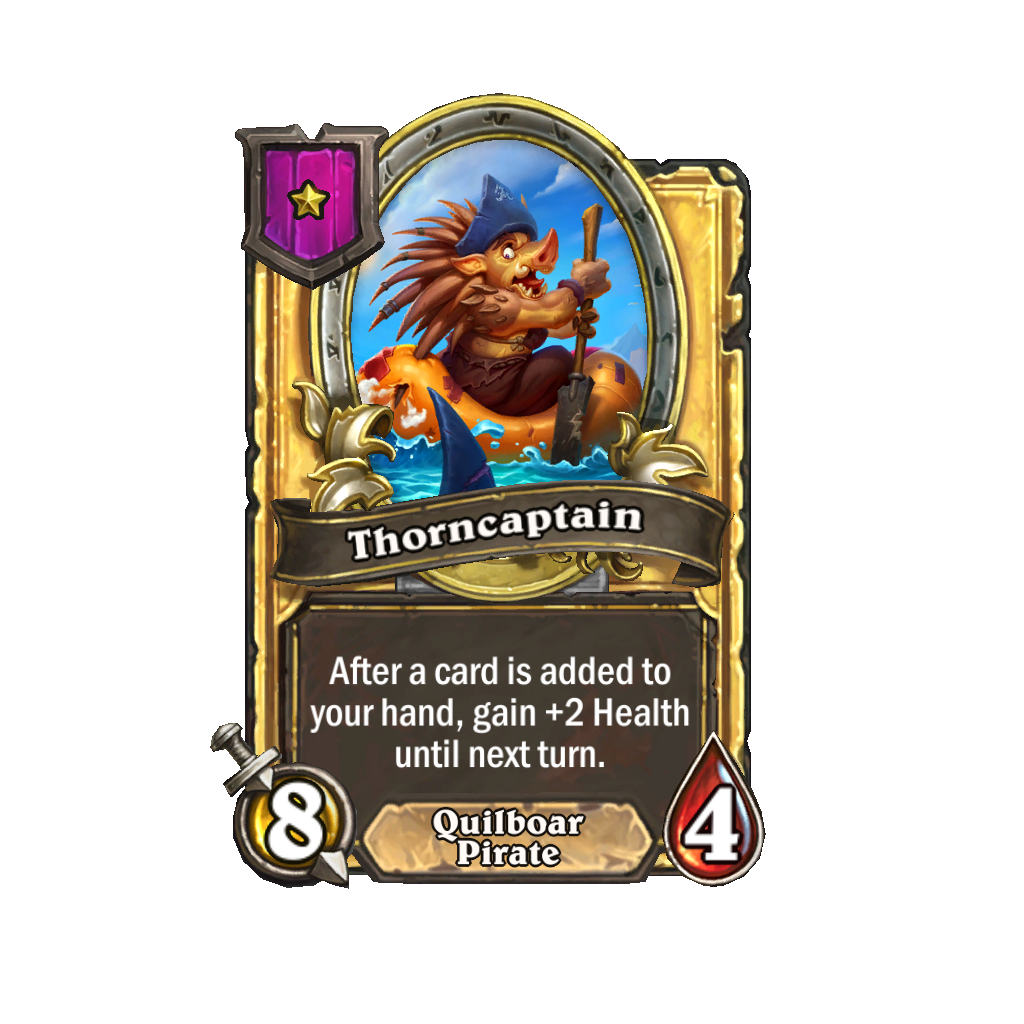 Thorncaptain
After a card is added to
your hand, gain +2 Health
until next turn.
8
Quilboar
Pirate
4